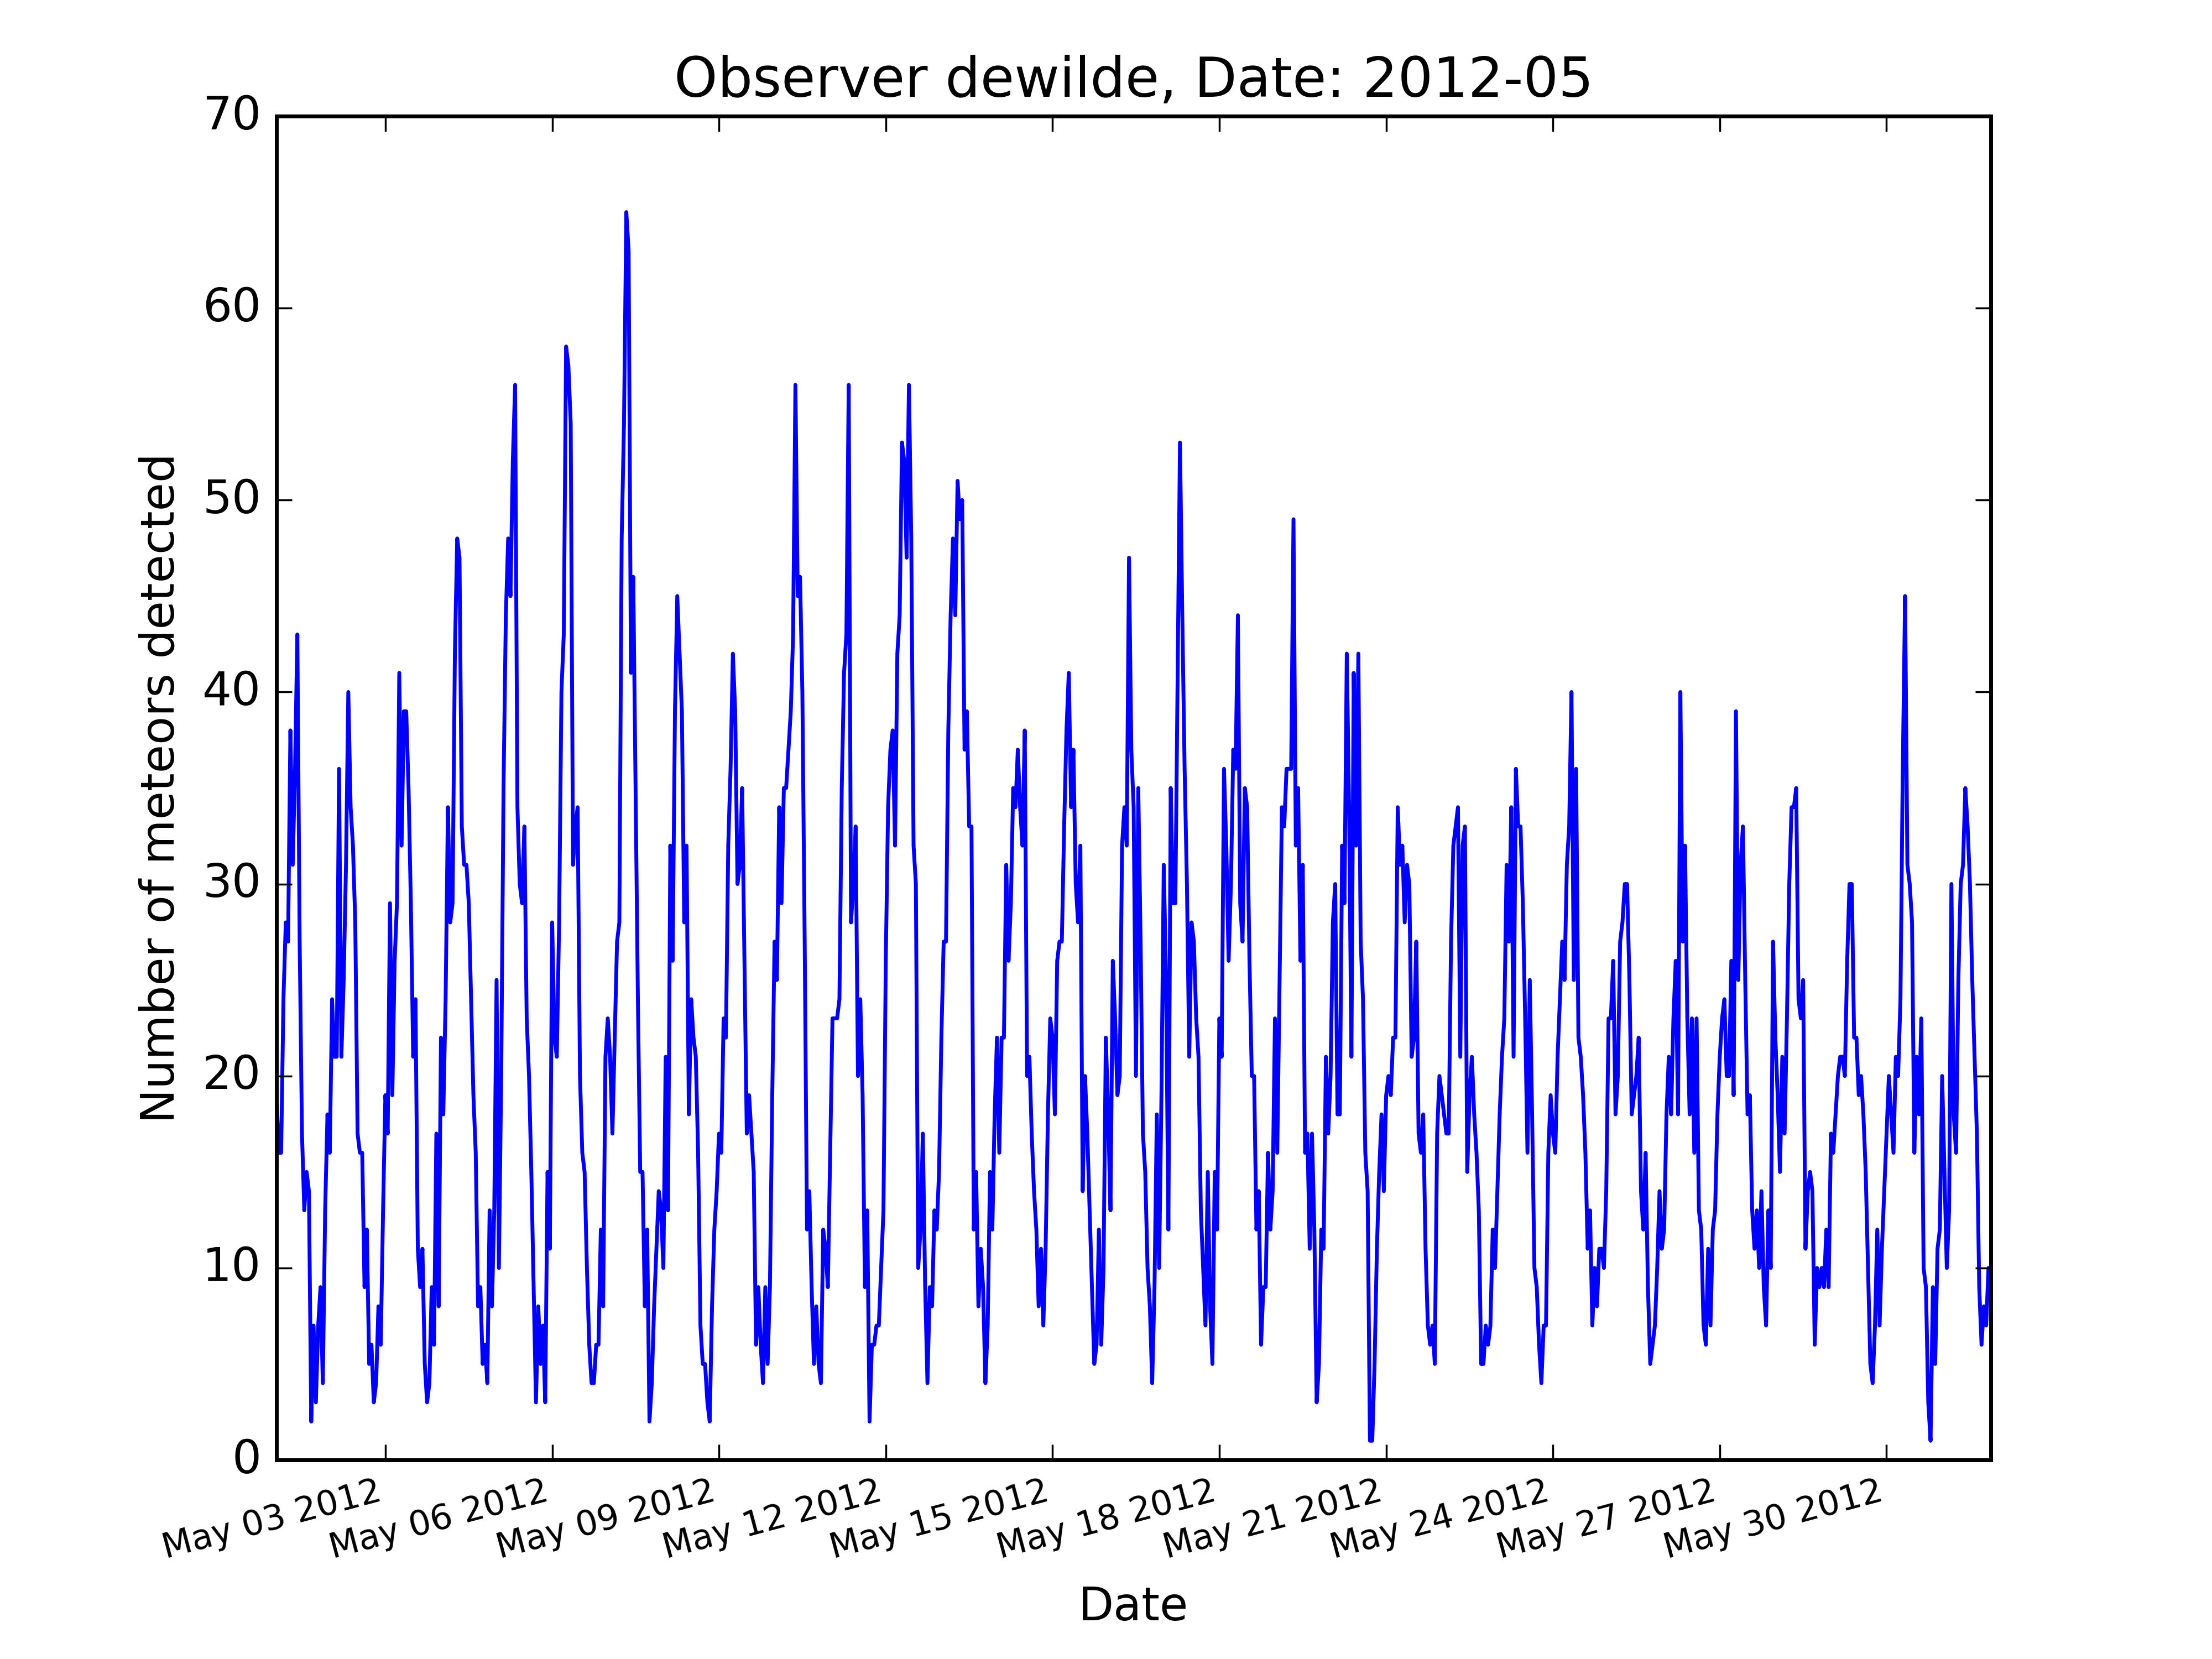 Observer dewilde, Date: 2012-05
70
60
50
40
30
20
10
0
Number of meteors detected
May 03 2012
May 06 2012
May 09 2012
May 12 2012
May 15 2012
May 18 2012
May 21 2012
May 24 2012
May 27 2012
May 30 2012
Date